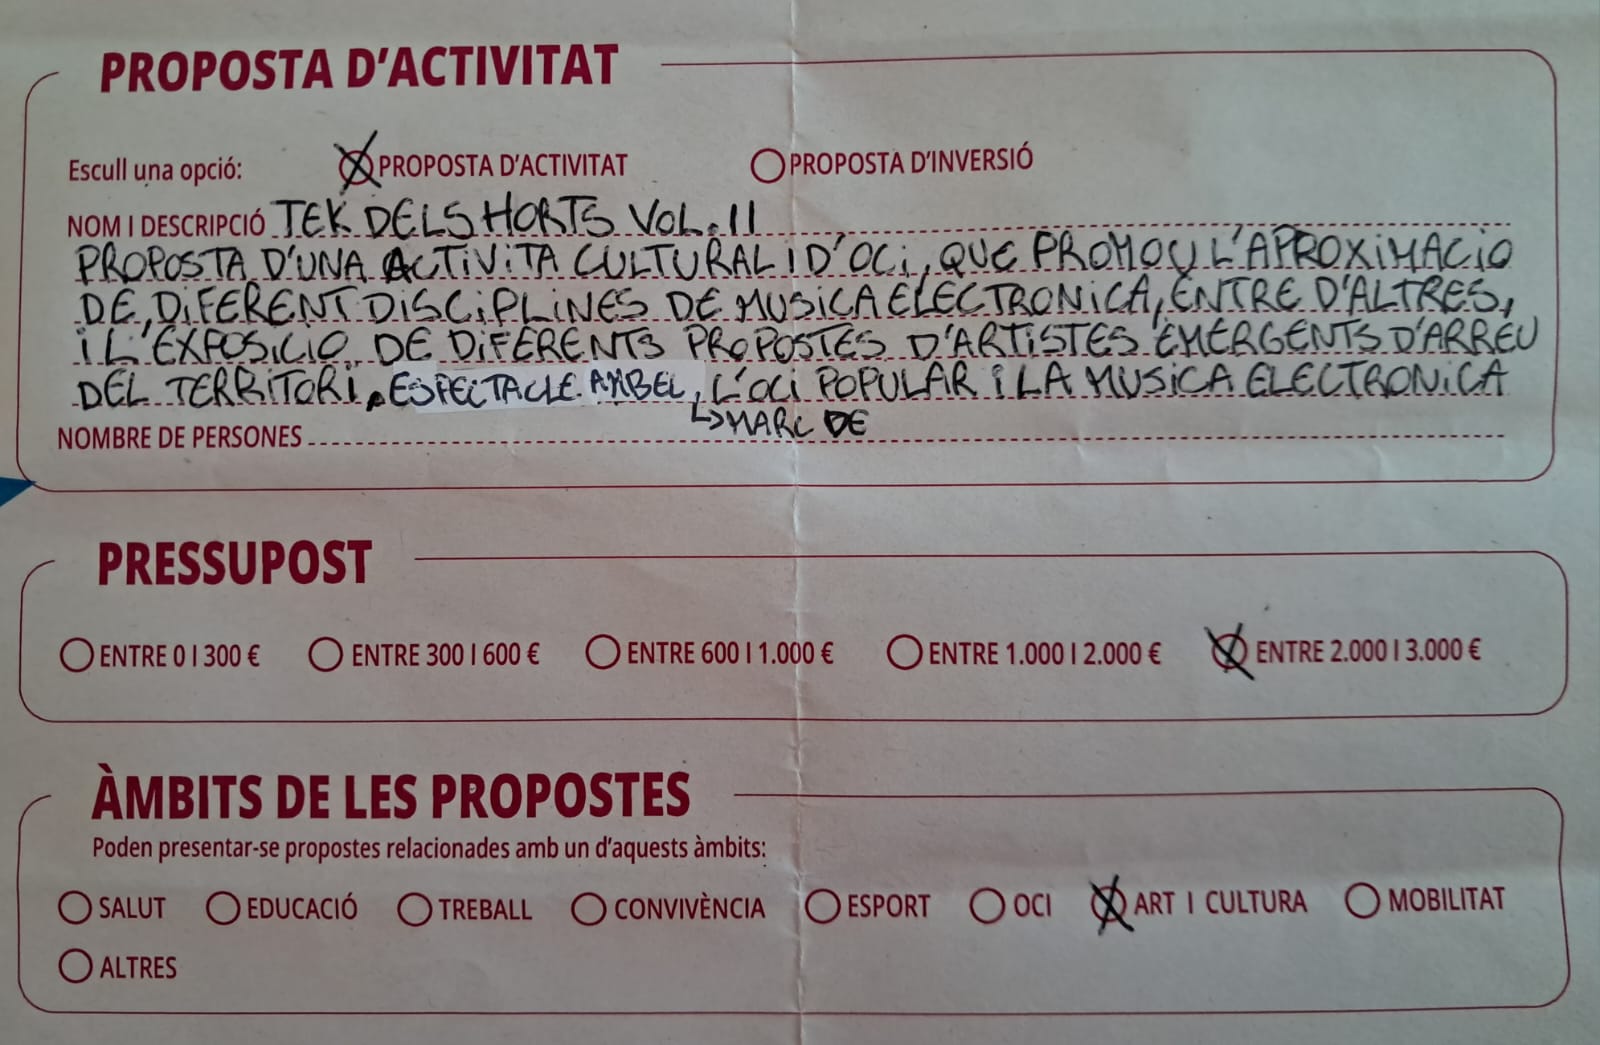 PROPOSTA D'ACTIVITAT
Escull una opció: PROPOSTA D'ACTIVITAT PROPOSTA D'INVERSIÓ
NOM I DESCRIPCIÓ TEK DELS HORTS VOL. II
PROPOSTA D'UNA ACTIVITA CULTURAL I D'OCI, QUE PROMOU L'APROXIMACIO
DE DIFERENT DISCIPLINES DE MUSICA ELECTRONICA, ENTRE D'ALTRES,
I L'EXPOSICIO DE DIFERENTS PROPOSTES D'ARTISTES EMERGENTS D'ARREU
DEL TERRITORI, ESPECTACLE AMB EL, L'OCI POPULAR I LA MUSICA ELECTRONICA
↳MARC DE
NOMBRE DE PERSONES
PRESSUPOST
ENTRE 0 I 300 € ENTRE 300 I 600 € ENTRE 600 I 1.000 € ENTRE 1.000 I 2.000 € ENTRE 2.000 I 3.000 €
ÀMBITS DE LES PROPOSTES
Poden presentar-se propostes relacionades amb un d'aquests àmbits:
SALUT EDUCACIÓ TREBALL CONVIVÈNCIA ESPORT OCI ART I CULTURA MOBILITAT
ALTRES